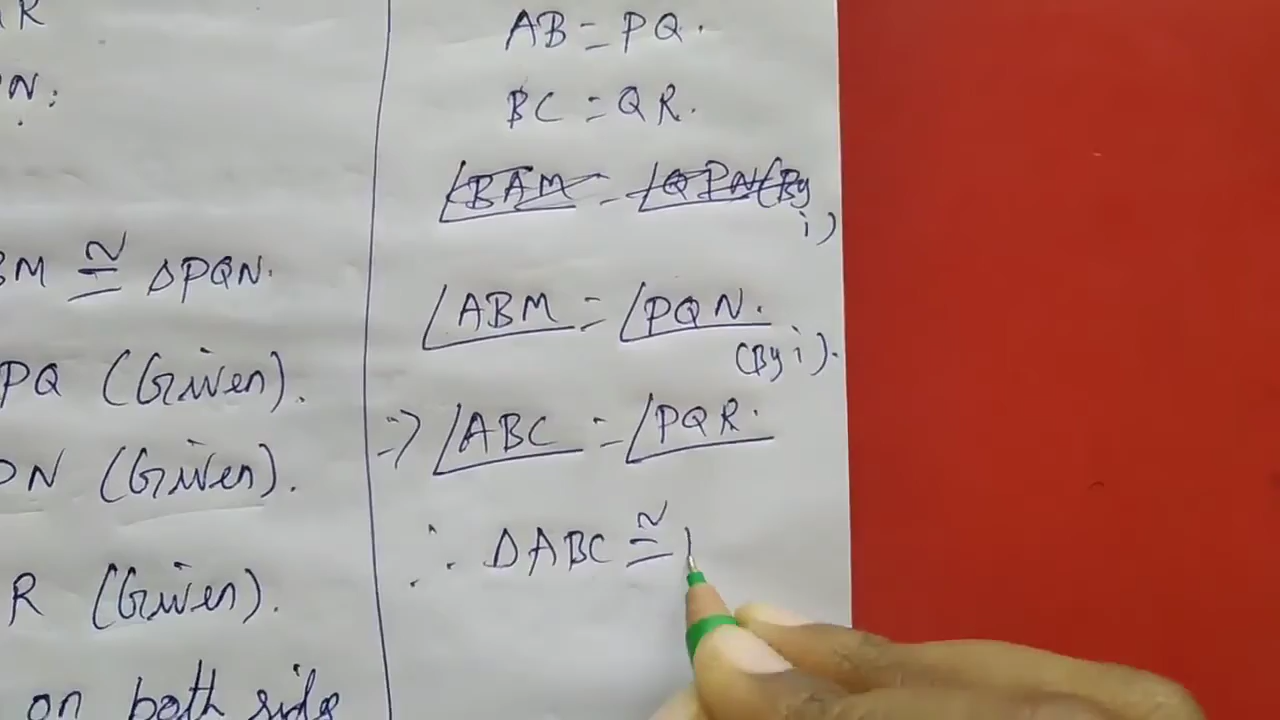 R
N:
BM ≅ ΔPQN.
PQ (Given).
N (Given).
R (Given).
on both side
AB = PQ.
BC = QR.
∠BAM = ∠QPN (By
i)
∠ABM = ∠PQN.
(By i).
⇒ ∠ABC = ∠PQR.
∴ ΔABC ≅